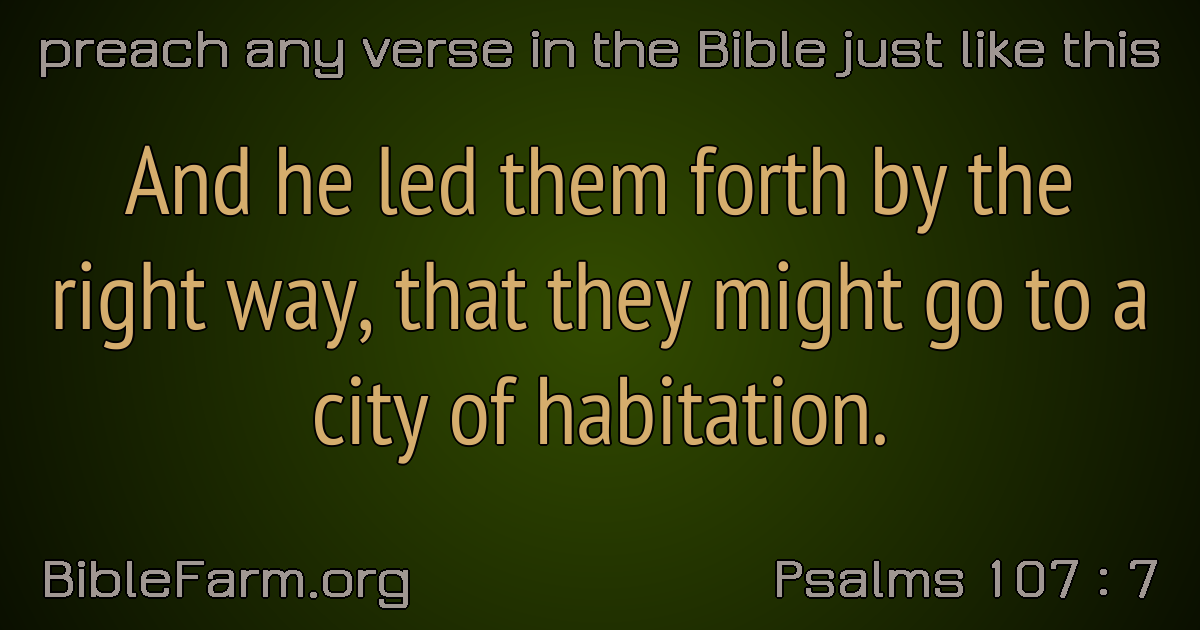 preach any verse in the Bible just like this
And he led them forth by the
right way, that they might go to a
city of habitation.
BibleFarm.org
Psalms 107 : 7